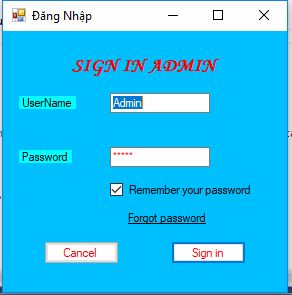 Đăng Nhập
SIGN IN ADMIN
UserName Admin
Password *****
Remember your password
Forgot password
Cancel Sign in